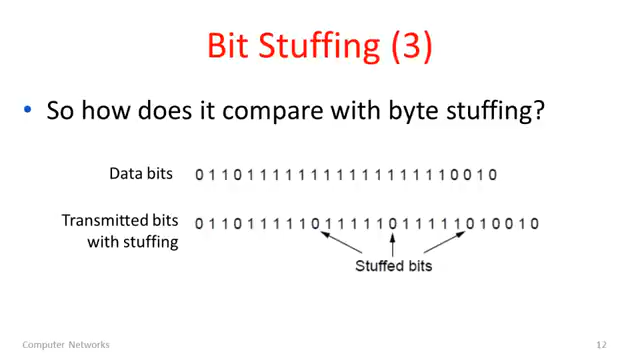 Bit Stuffing (3)
• So how does it compare with byte stuffing?
Data bits 0 1 1 0 1 1 1 1 1 1 1 1 1 1 1 1 1 1 1 1 0 0 1 0
Transmitted bits
with stuffing 0 1 1 0 1 1 1 1 1 0 1 1 1 1 1 0 1 1 1 1 1 0 1 0 0 1 0
Stuffed bits
Computer Networks 12